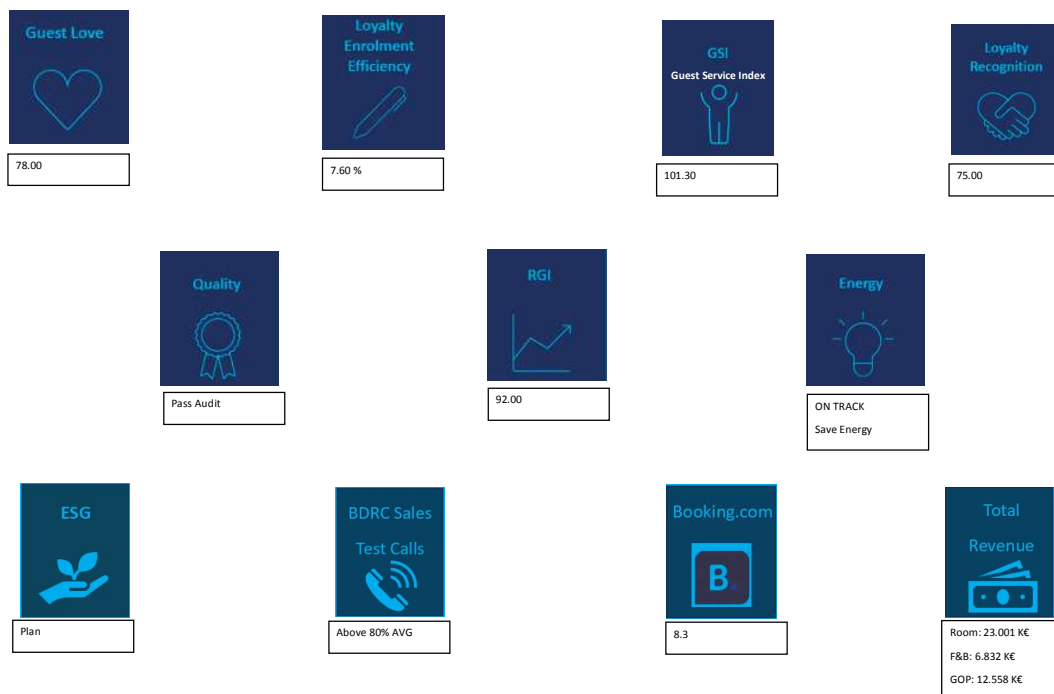 Guest Love
78.00
Loyalty
Enrolment
Efficiency
7.60 %
GSI
Guest Service Index
101.30
Loyalty
Recognition
75.00
Quality
Pass Audit
RGI
92.00
Energy
ON TRACK
Save Energy
ESG
Plan
BDRC Sales
Test Calls
Above 80% AVG
Booking.com
B.
8.3
Total
Revenue
Room: 23.001 K€
F&B: 6.832 K€
GOP: 12.558 K€